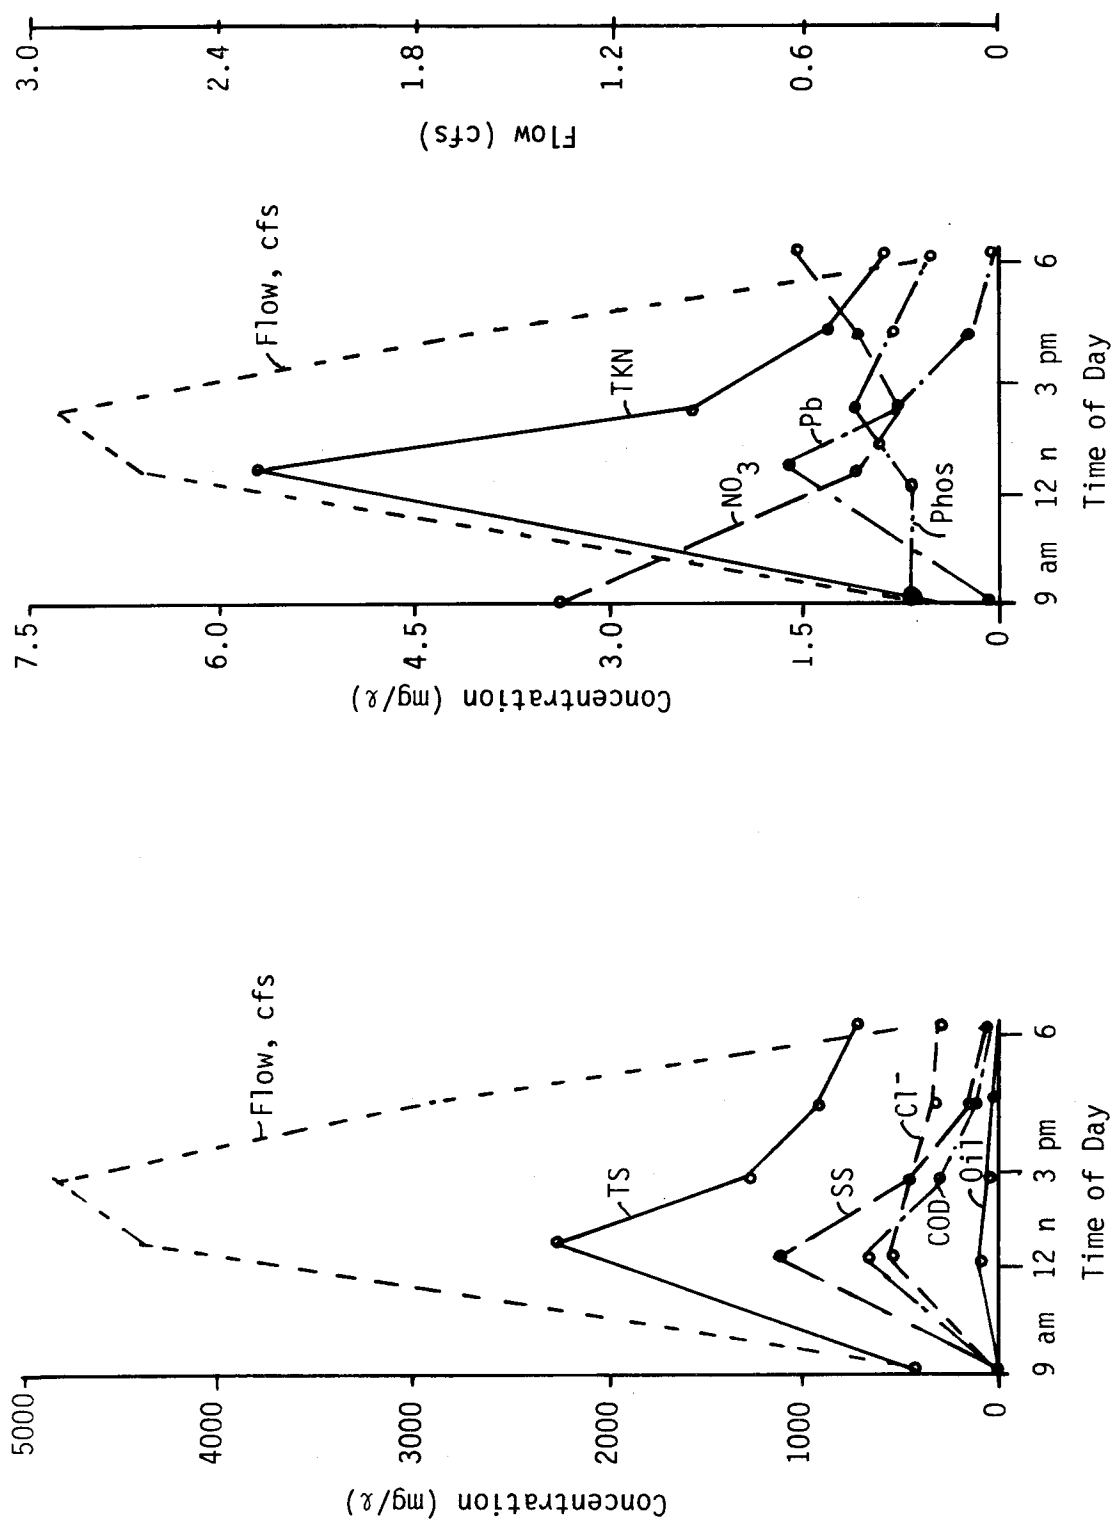 5000
4000
3000
2000
1000
0
Concentration (mg/ℓ)
Flow, cfs
TS
SS
Cl⁻
COD
Oil
9 am 12 n 3 pm 6
Time of Day
7.5
6.0
4.5
3.0
1.5
0
Concentration (mg/ℓ)
Flow, cfs
TKN
NO₃
Pb
Phos
9 am 12 n 3 pm 6
Time of Day
3.0
2.4
1.8
1.2
0.6
0
Flow (cfs)